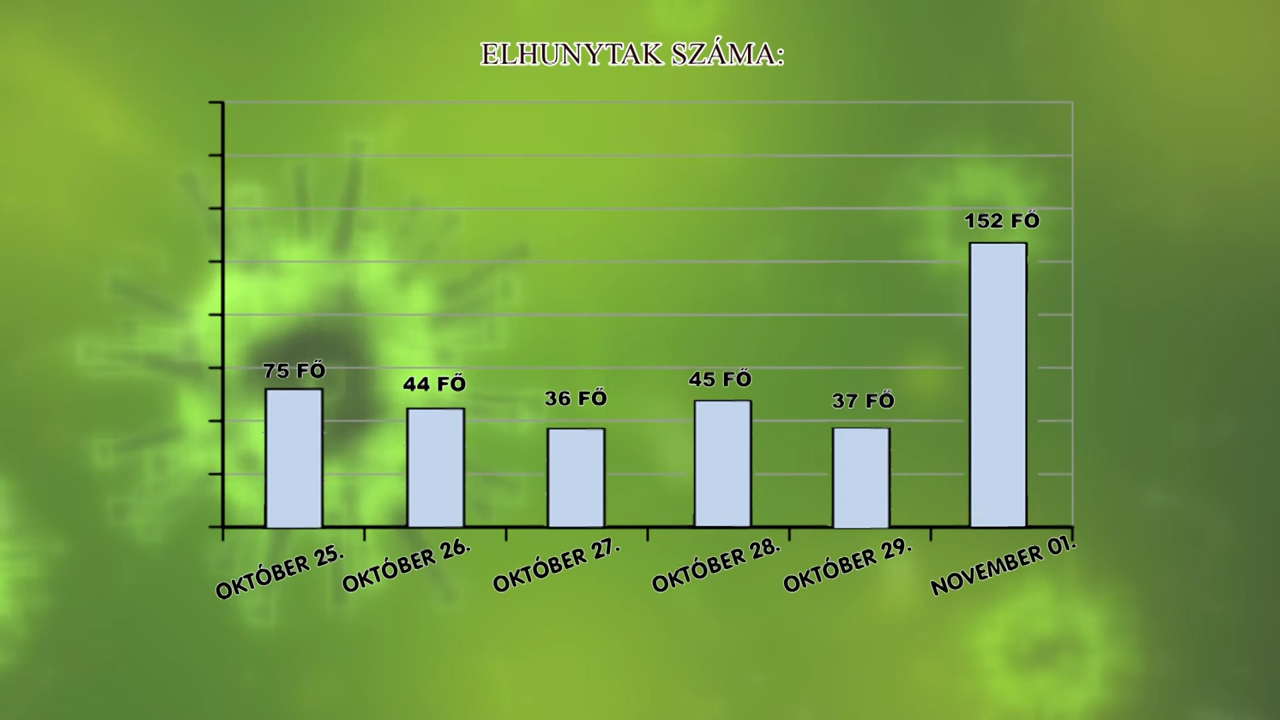 ELHUNYTAK SZÁMA:
75 FŐ
44 FŐ
36 FŐ
45 FŐ
37 FŐ
152 FŐ
OKTÓBER 25.
OKTÓBER 26.
OKTÓBER 27.
OKTÓBER 28.
OKTÓBER 29.
NOVEMBER 01.